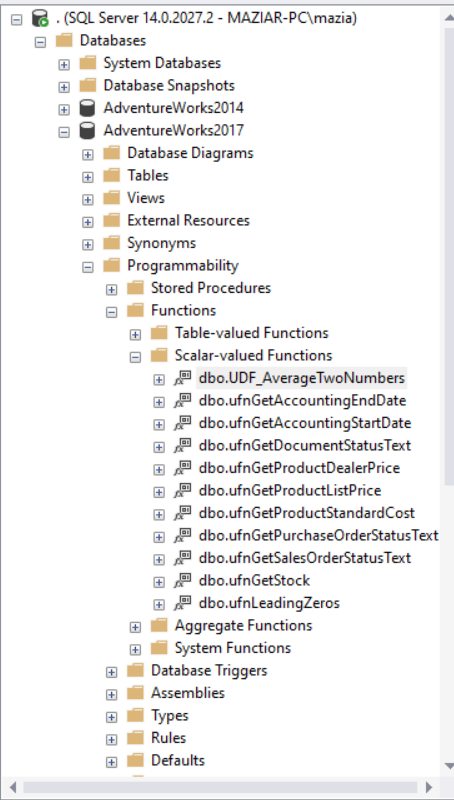 . (SQL Server 14.0.2027.2 - MAZIAR-PC\mazia)
Databases
System Databases
Database Snapshots
AdventureWorks2014
AdventureWorks2017
Database Diagrams
Tables
Views
External Resources
Synonyms
Programmability
Stored Procedures
Functions
Table-valued Functions
Scalar-valued Functions
dbo.UDF_AverageTwoNumbers
dbo.ufnGetAccountingEndDate
dbo.ufnGetAccountingStartDate
dbo.ufnGetDocumentStatusText
dbo.ufnGetProductDealerPrice
dbo.ufnGetProductListPrice
dbo.ufnGetProductStandardCost
dbo.ufnGetPurchaseOrderStatusText
dbo.ufnGetSalesOrderStatusText
dbo.ufnGetStock
dbo.ufnLeadingZeros
Aggregate Functions
System Functions
Database Triggers
Assemblies
Types
Rules
Defaults